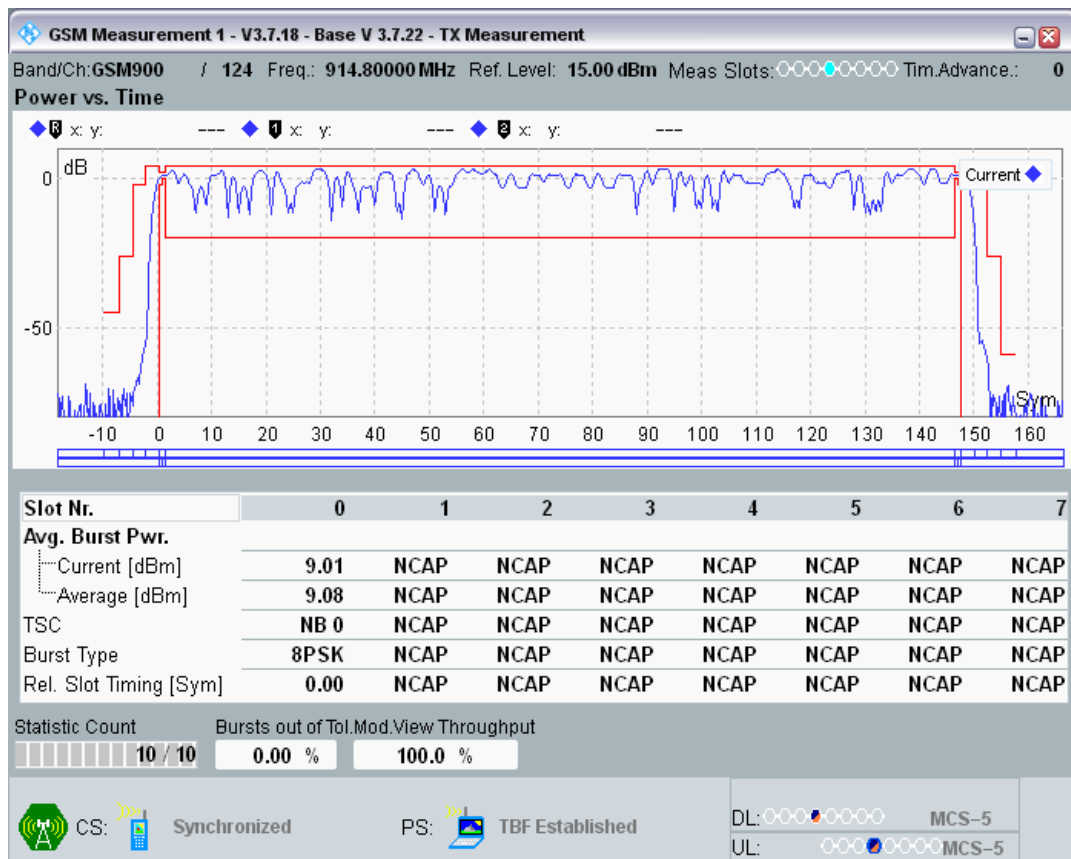 GSM Measurement 1 - V3.7.18 - Base V 3.7.22 - TX Measurement
Band/Ch: GSM900 / 124 Freq.: 914.80000 MHz Ref. Level: 15.00 dBm Meas Slots: Tim.Advance.: 0
Power vs. Time
R x: y: --- 1 x: y: --- 2 x: y: ---
dB
0
Current
-50
Sym
-10 0 10 20 30 40 50 60 70 80 90 100 110 120 130 140 150 160
Slot Nr. 0 1 2 3 4 5 6 7
Avg. Burst Pwr.
Current [dBm] 9.01 NCAP NCAP NCAP NCAP NCAP NCAP NCAP
Average [dBm] 9.08 NCAP NCAP NCAP NCAP NCAP NCAP NCAP
TSC NB 0 NCAP NCAP NCAP NCAP NCAP NCAP NCAP
Burst Type 8PSK NCAP NCAP NCAP NCAP NCAP NCAP NCAP
Rel. Slot Timing [Sym] 0.00 NCAP NCAP NCAP NCAP NCAP NCAP NCAP
Statistic Count Bursts out of Tol. Mod.View Throughput
10 / 10 0.00 % 100.0 %
CS: Synchronized PS: TBF Established
DL: MCS-5
UL: MCS-5